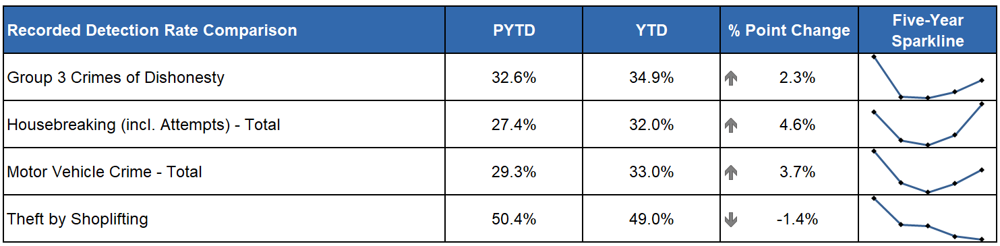 Recorded Detection Rate Comparison PYTD YTD % Point Change Five-Year Sparkline
Group 3 Crimes of Dishonesty 32.6% 34.9% 2.3%
Housebreaking (incl. Attempts) - Total 27.4% 32.0% 4.6%
Motor Vehicle Crime - Total 29.3% 33.0% 3.7%
Theft by Shoplifting 50.4% 49.0% -1.4%